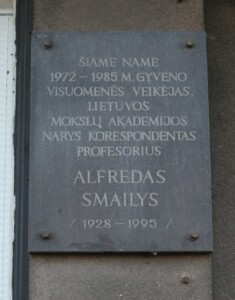 ŠIAME NAME
1972 – 1985 M. GYVENO
VISUOMENĖS VEIKĖJAS,
LIETUVOS
MOKSLŲ AKADEMIJOS
NARYS KORESPONDENTAS
PROFESORIUS
ALFREDAS
SMAILYS
/ 1928 – 1995 /